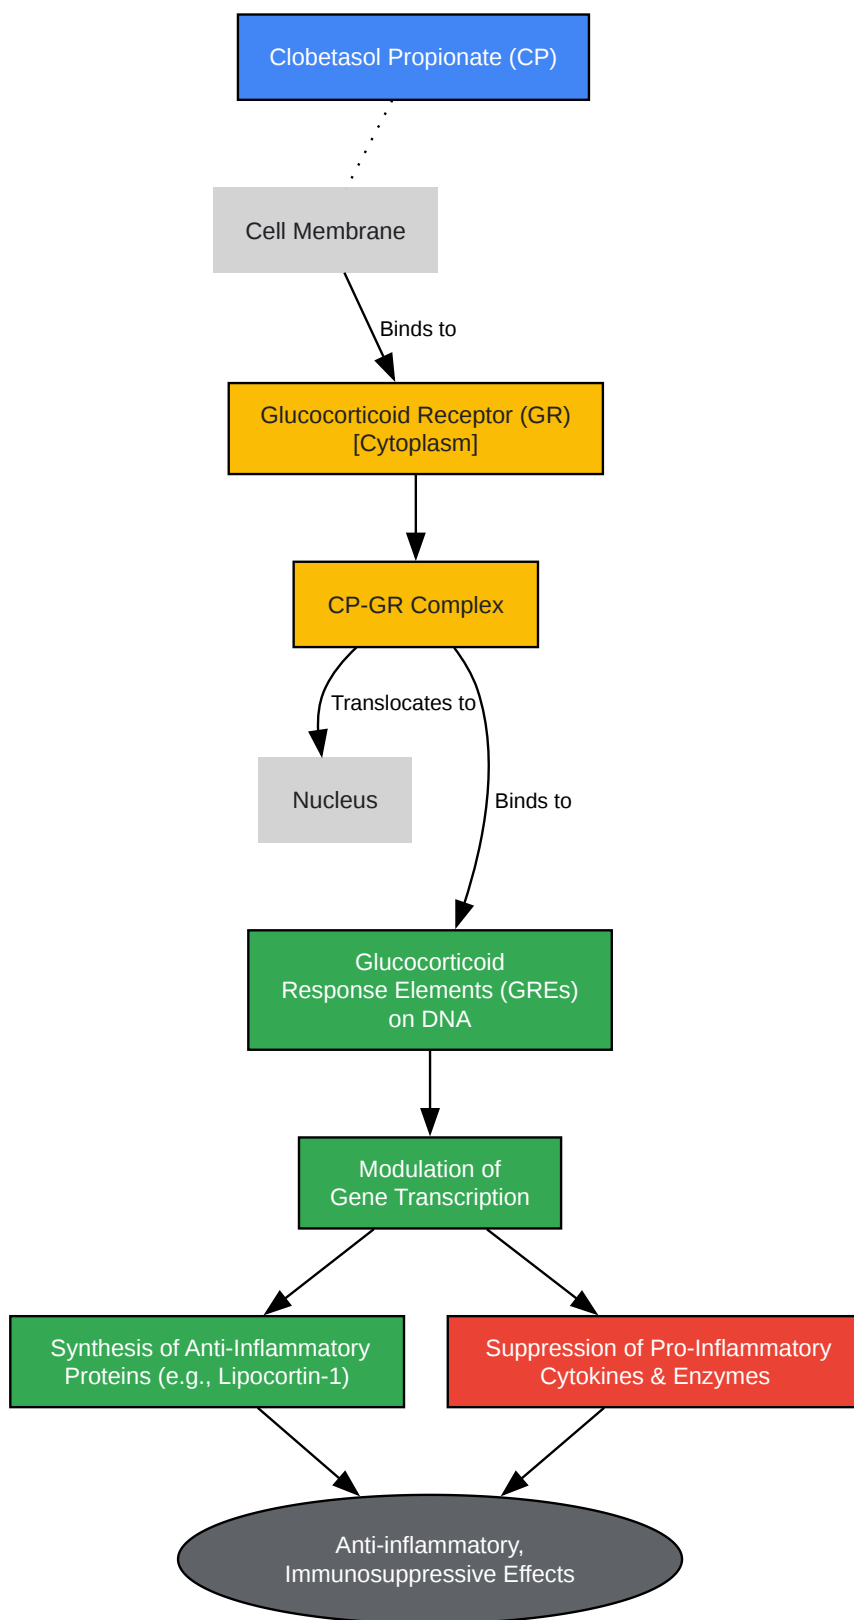 Clobetasol Propionate (CP)
Cell Membrane
Binds to
Glucocorticoid Receptor (GR)
[Cytoplasm]
CP-GR Complex
Translocates to
Nucleus
Binds to
Glucocorticoid
Response Elements (GREs)
on DNA
Modulation of
Gene Transcription
Synthesis of Anti-Inflammatory
Proteins (e.g., Lipocortin-1)
Suppression of Pro-Inflammatory
Cytokines & Enzymes
Anti-inflammatory,
Immunosuppressive Effects